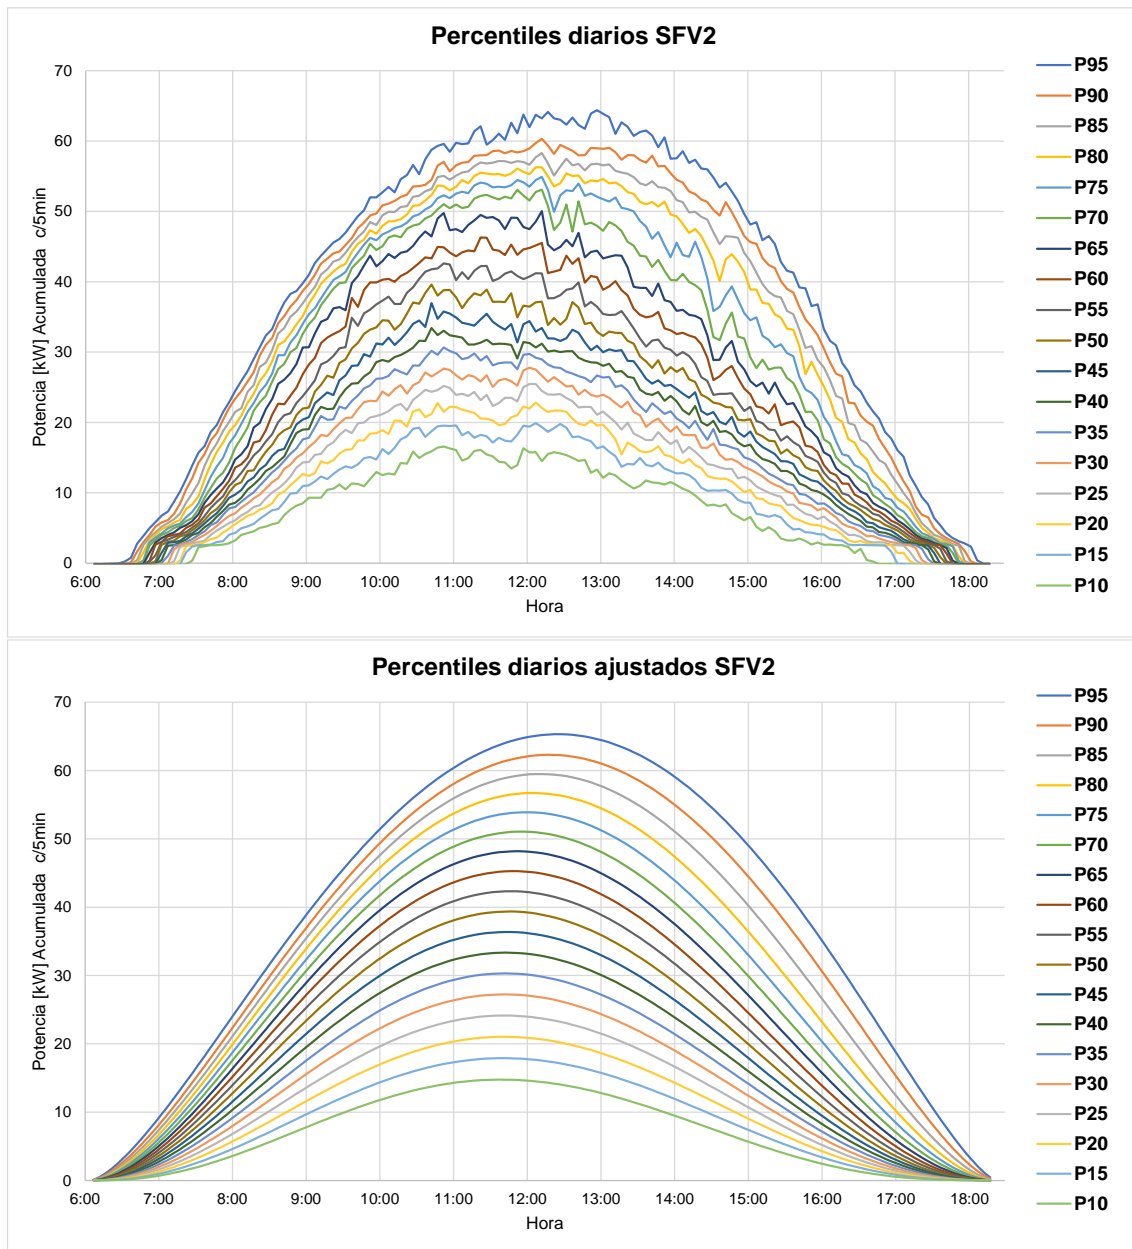 Percentiles diarios SFV2
Potencia [kW] Acumulada  c/5min
70
60
50
40
30
20
10
0
6:00 7:00 8:00 9:00 10:00 11:00 12:00 13:00 14:00 15:00 16:00 17:00 18:00
Hora
P95
P90
P85
P80
P75
P70
P65
P60
P55
P50
P45
P40
P35
P30
P25
P20
P15
P10
Percentiles diarios ajustados SFV2
Potencia [kW] Acumulada  c/5min
70
60
50
40
30
20
10
0
6:00 7:00 8:00 9:00 10:00 11:00 12:00 13:00 14:00 15:00 16:00 17:00 18:00
Hora
P95
P90
P85
P80
P75
P70
P65
P60
P55
P50
P45
P40
P35
P30
P25
P20
P15
P10